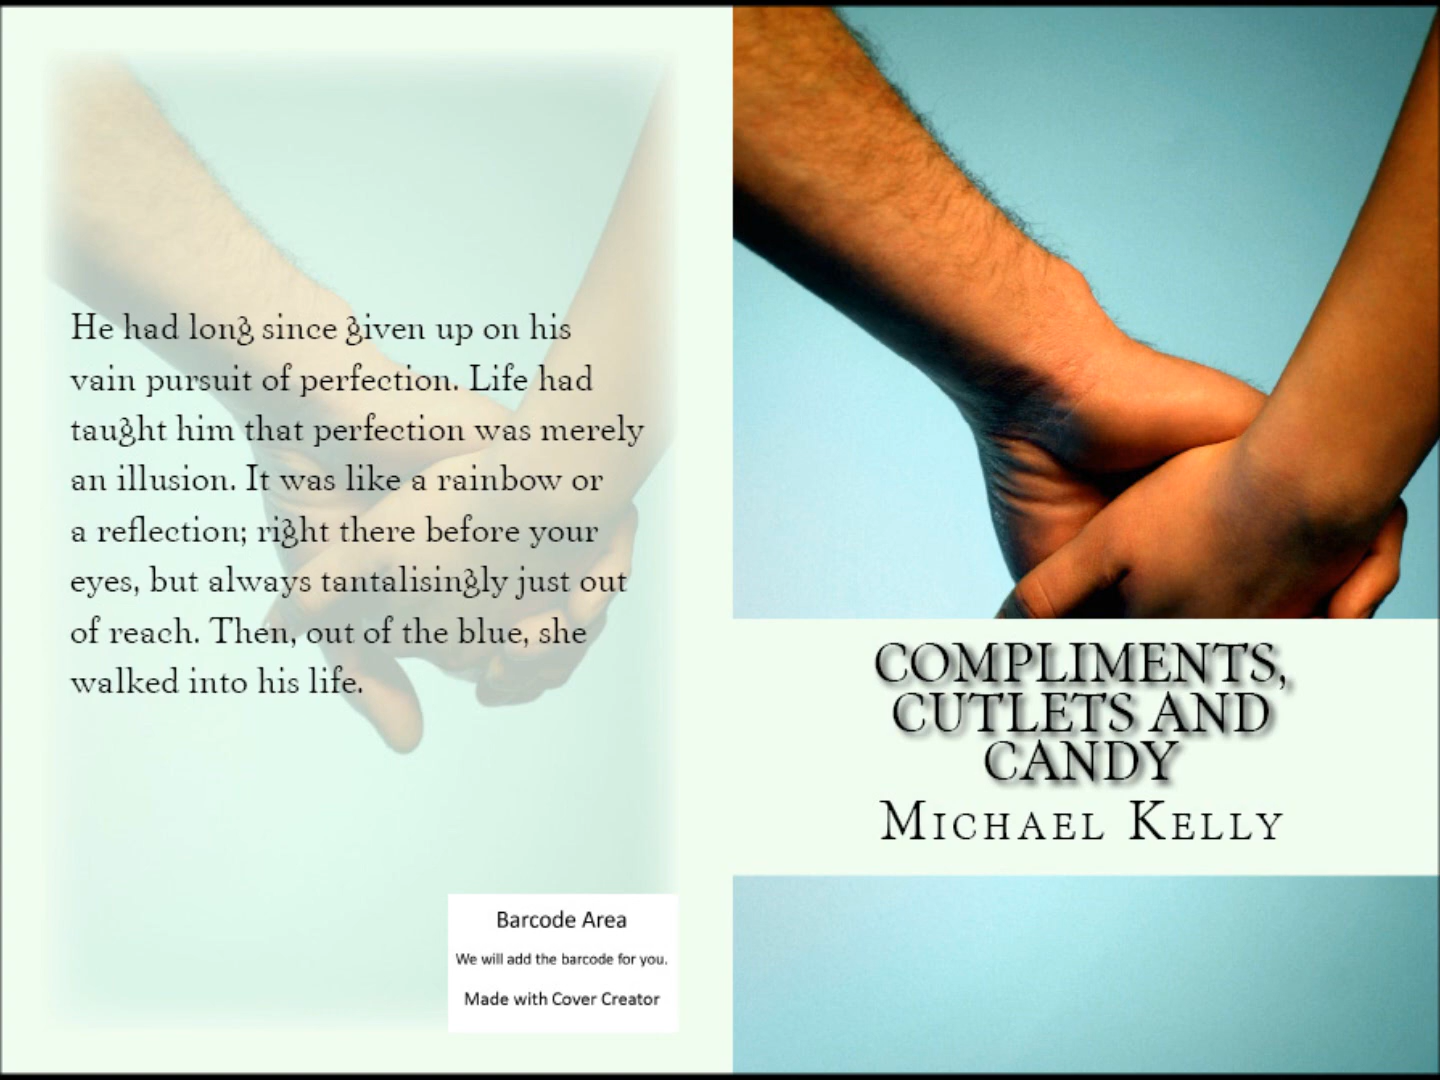 He had long since given up on his
vain pursuit of perfection. Life had
taught him that perfection was merely
an illusion. It was like a rainbow or
a reflection; right there before your
eyes, but always tantalisingly just out
of reach. Then, out of the blue, she
walked into his life.
Barcode Area
We will add the barcode for you.
Made with Cover Creator
COMPLIMENTS,
CUTLETS AND
CANDY
MICHAEL KELLY